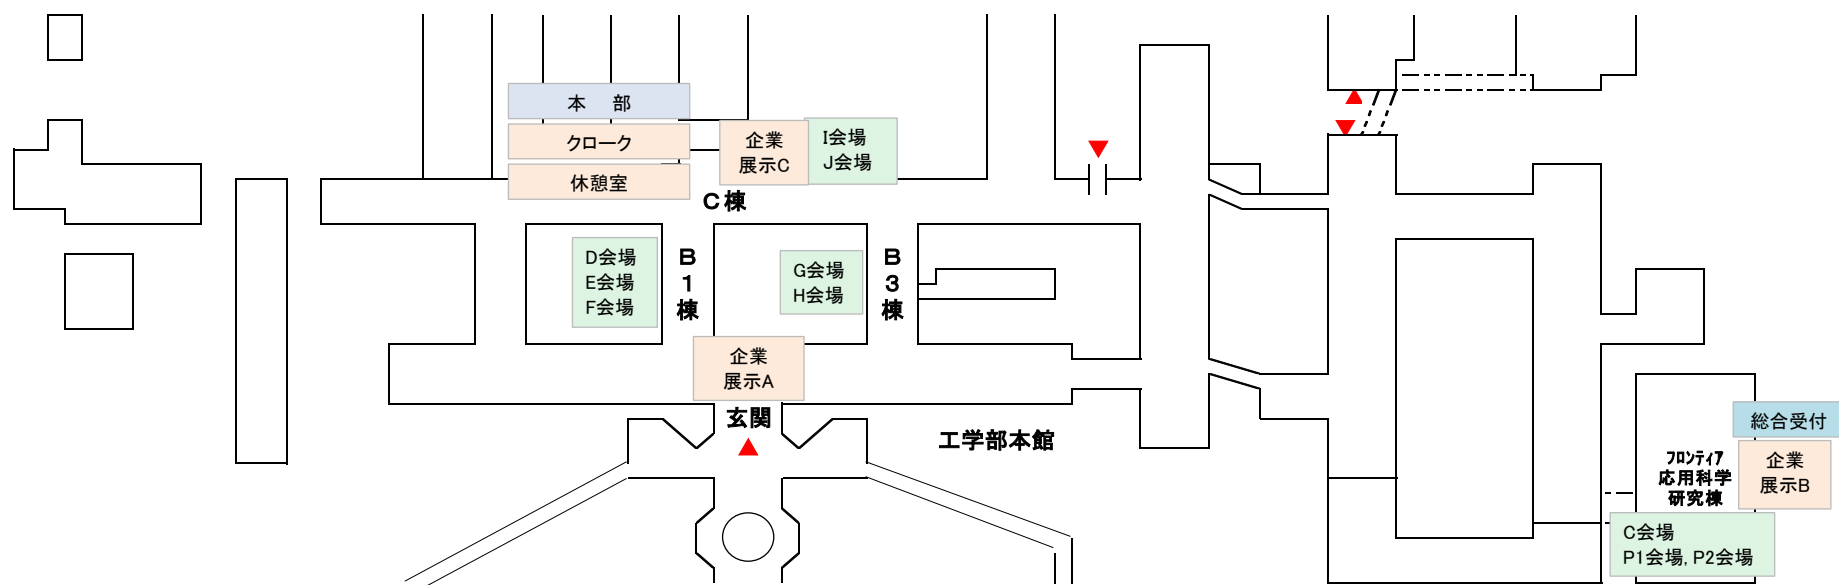 本 部
クローク
休憩室
企業
展示C
I会場
J会場
C棟
D会場
E会場
F会場
B
1
棟
G会場
H会場
B
3
棟
企業
展示A
玄関
工学部本館
総合受付
フロンティア
応用科学
研究棟
企業
展示B
C会場
P1会場, P2会場